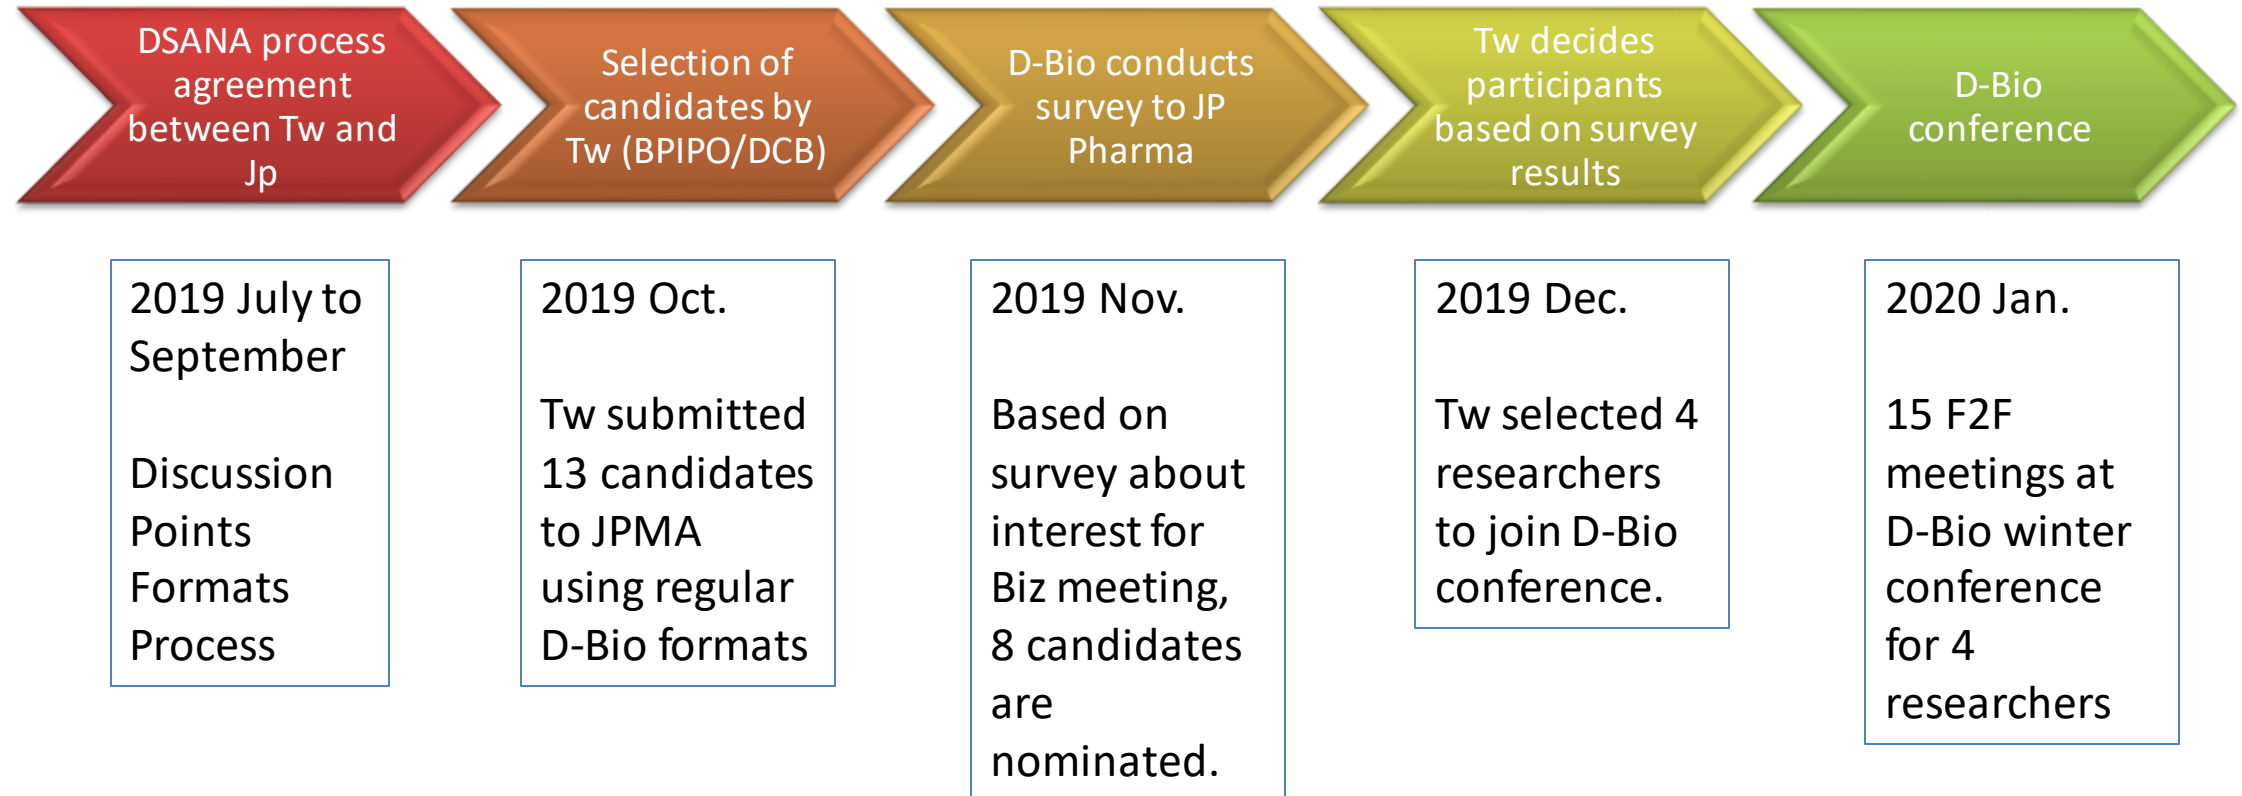 DSANA process
agreement
between Tw and
Jp
Selection of
candidates by
Tw (BPIPO/DCB)
D-Bio conducts
survey to JP
Pharma
Tw decides
participants
based on survey
results
D-Bio
conference
2019 July to
September
Discussion
Points
Formats
Process
2019 Oct.
Tw submitted
13 candidates
to JPMA
using regular
D-Bio formats
2019 Nov.
Based on
survey about
interest for
Biz meeting,
8 candidates
are
nominated.
2019 Dec.
Tw selected 4
researchers
to join D-Bio
conference.
2020 Jan.
15 F2F
meetings at
D-Bio winter
conference
for 4
researchers